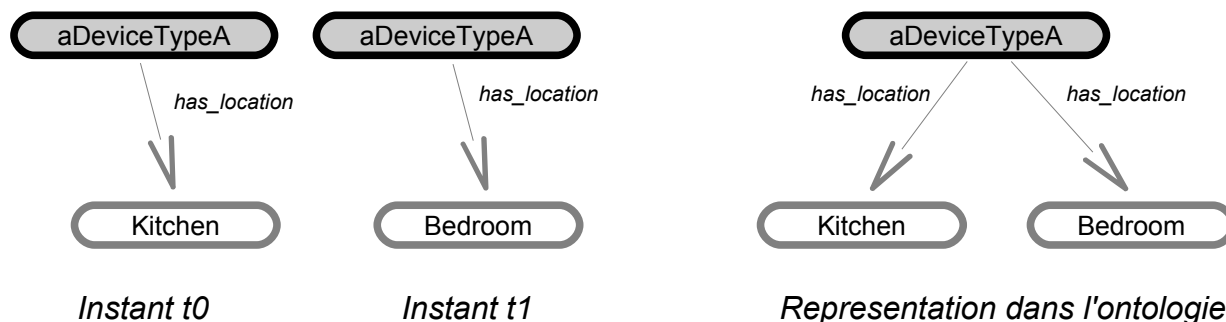 aDeviceTypeA
aDeviceTypeA
aDeviceTypeA
has_location
has_location
has_location
has_location
Kitchen
Bedroom
Kitchen
Bedroom
Instant t0
Instant t1
Representation dans l'ontologie